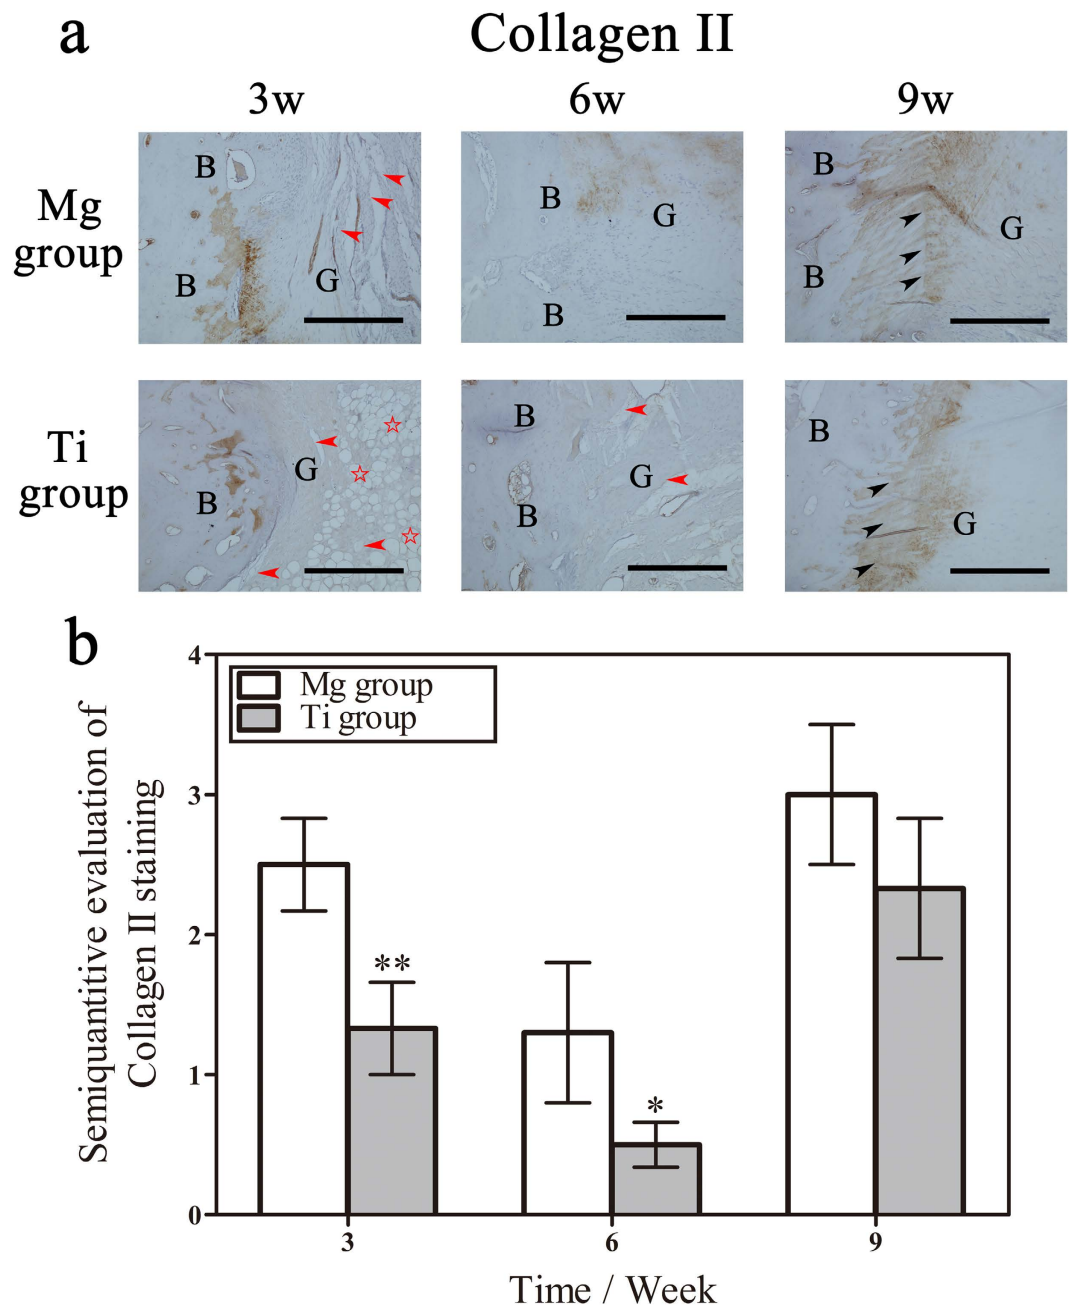 a
Collagen II
3w 6w 9w
Mg
group
B
B
G
B
G
B
B
B
G
Ti
group
B
G
B
G
B
B
G
b
Semiquantitive evaluation of
Collagen II staining
4
3
2
1
0
Mg group
Ti group
**
*
3 6 9
Time / Week